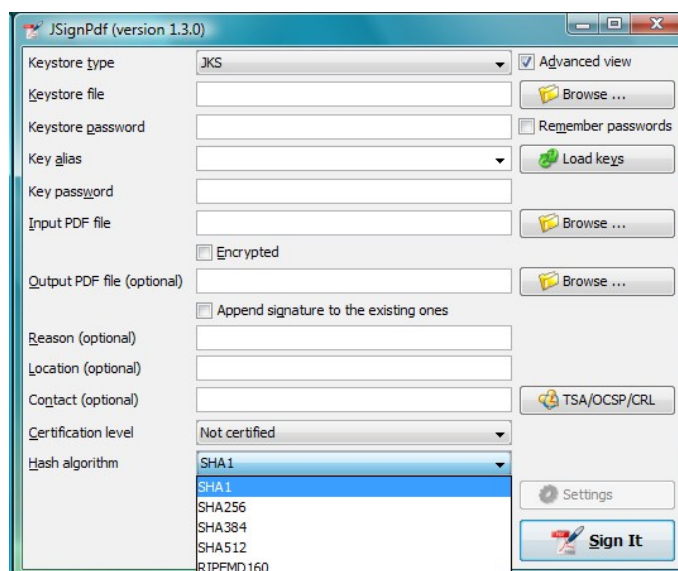 JSignPdf (version 1.3.0)
Keystore type JKS Advanced view
Keystore file Browse ...
Keystore password Remember passwords
Key alias Load keys
Key password
Input PDF file Browse ...
Encrypted
Output PDF file (optional) Browse ...
Append signature to the existing ones
Reason (optional)
Location (optional)
Contact (optional) TSA/OCSP/CRL
Certification level Not certified
Hash algorithm SHA1
SHA1
Settings
SHA256
SHA384
SHA512
Sign It
RIPEMD160